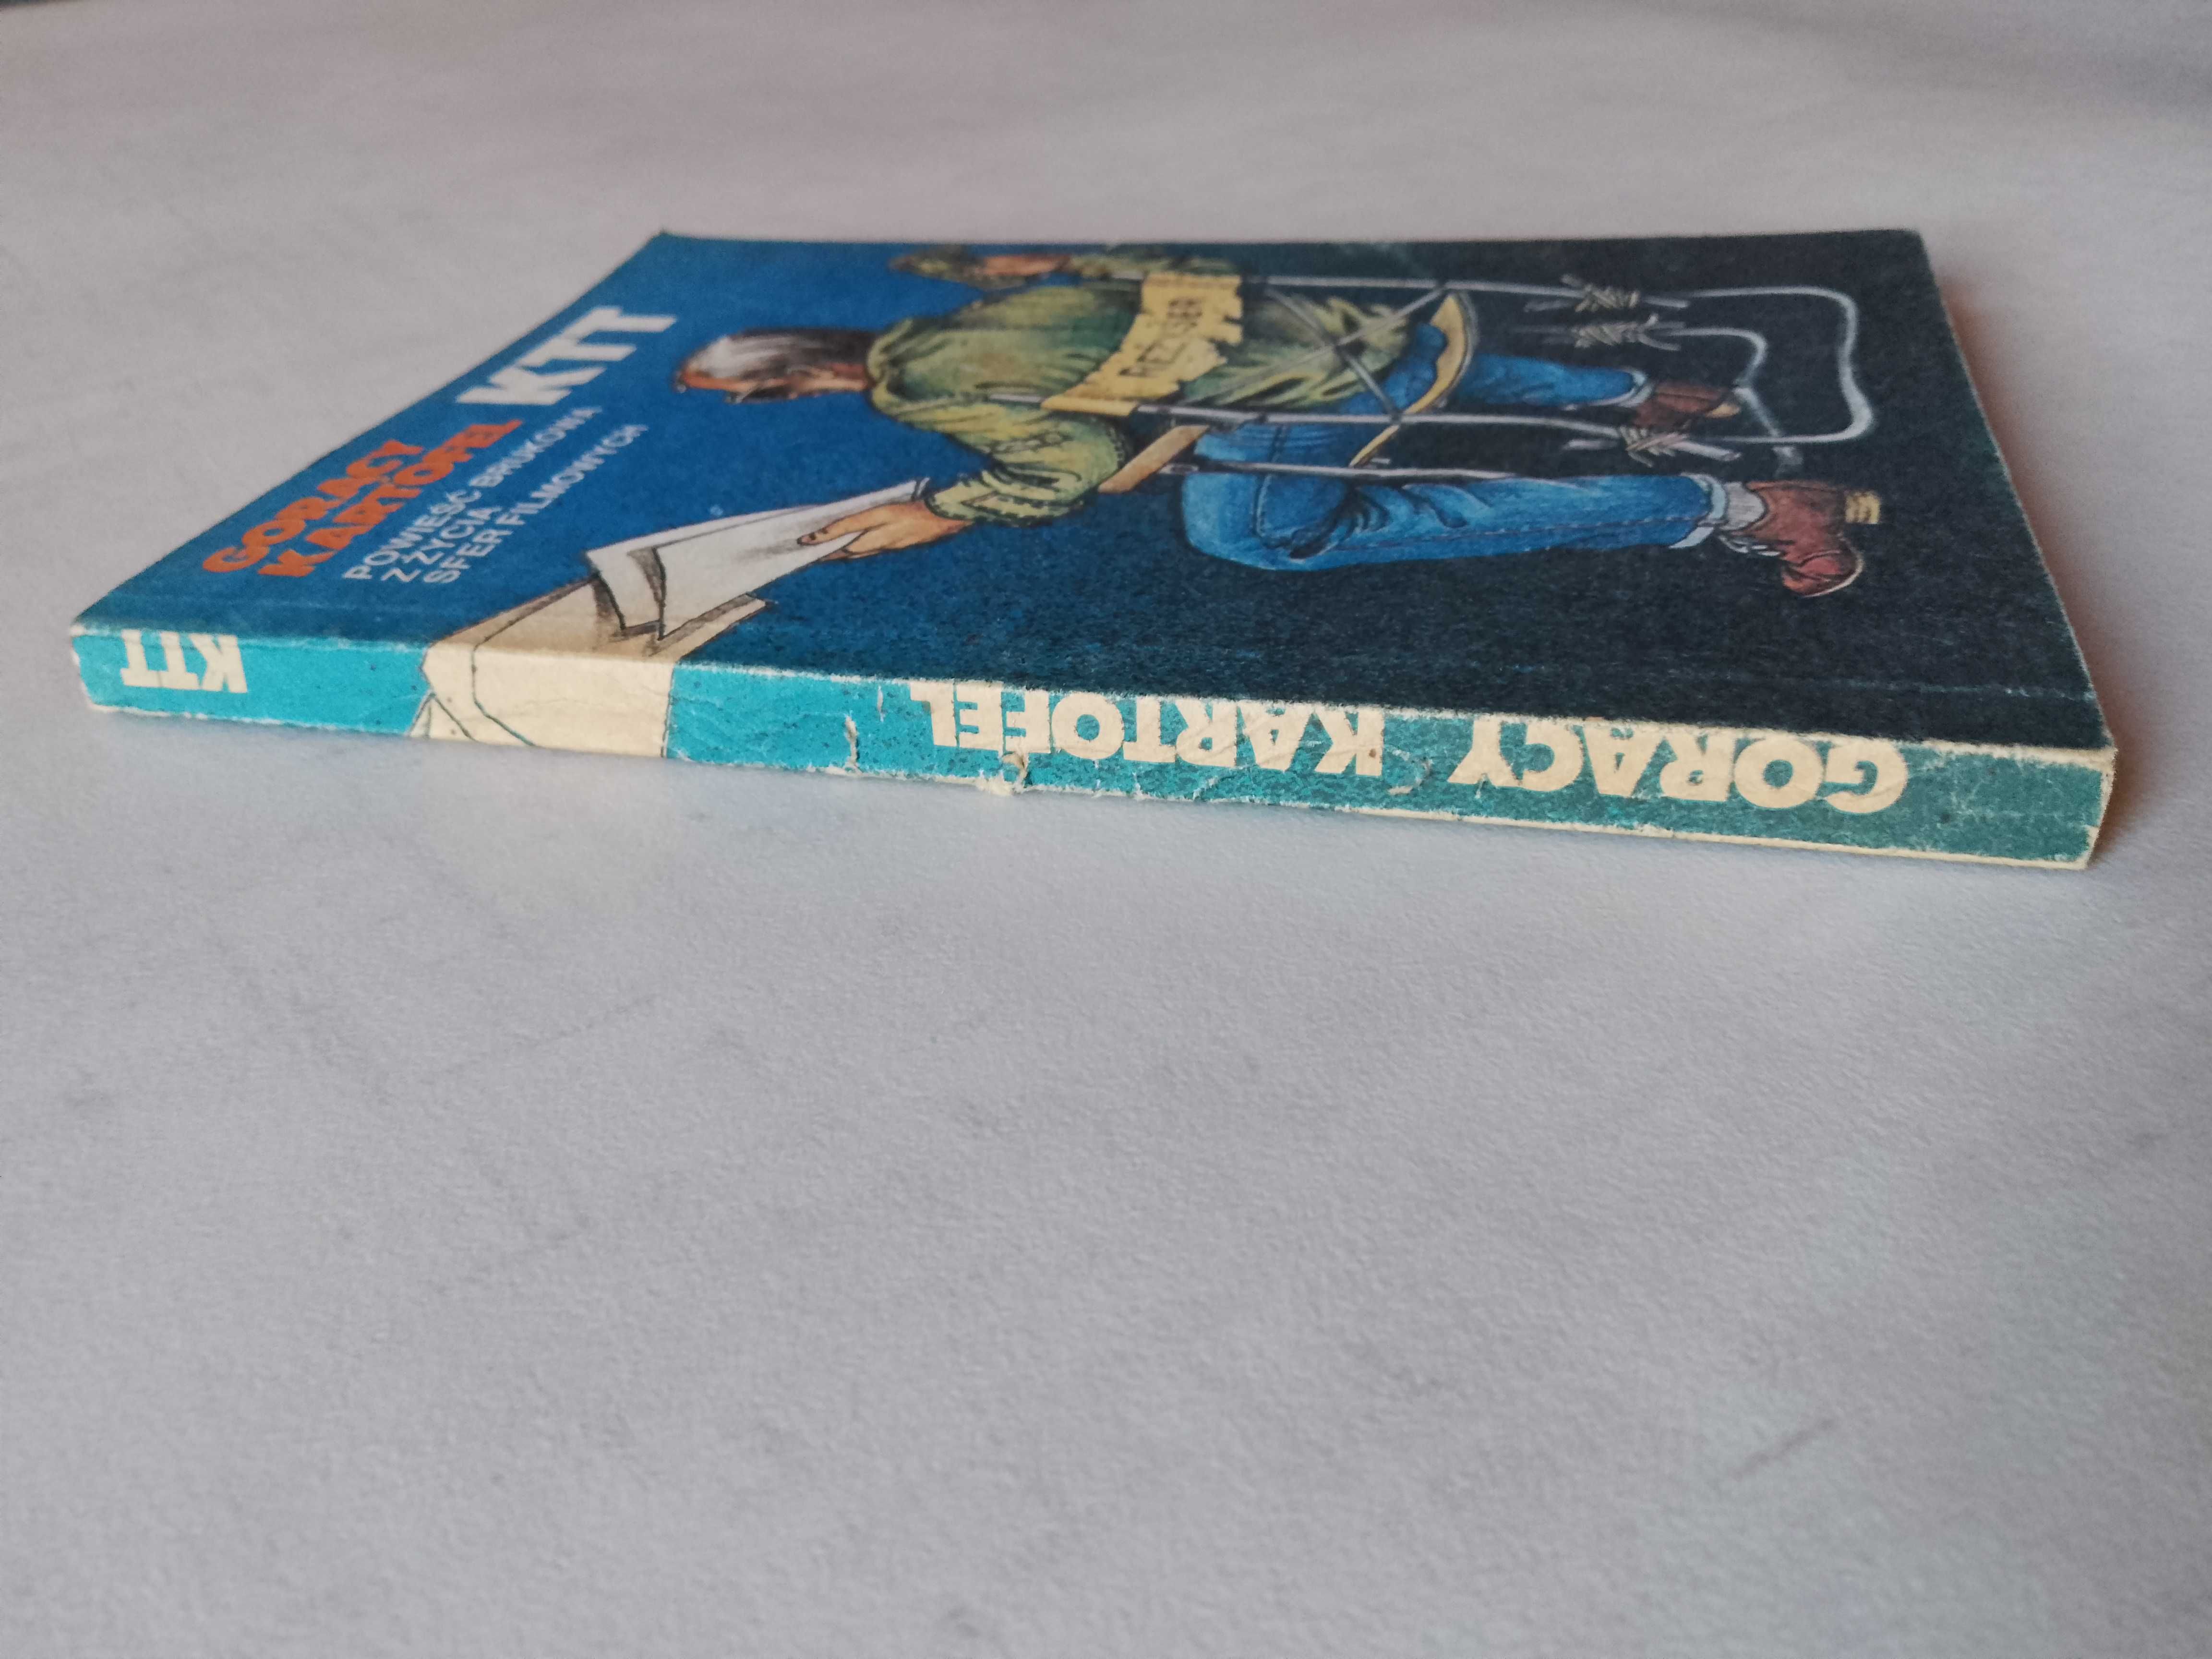 GORĄCY
KARTOFEL
KTT
POWIEŚĆ BRUKOWA
Z ŻYCIA
SFER FILMOWYCH
GORĄCY KARTOFEL
KTT